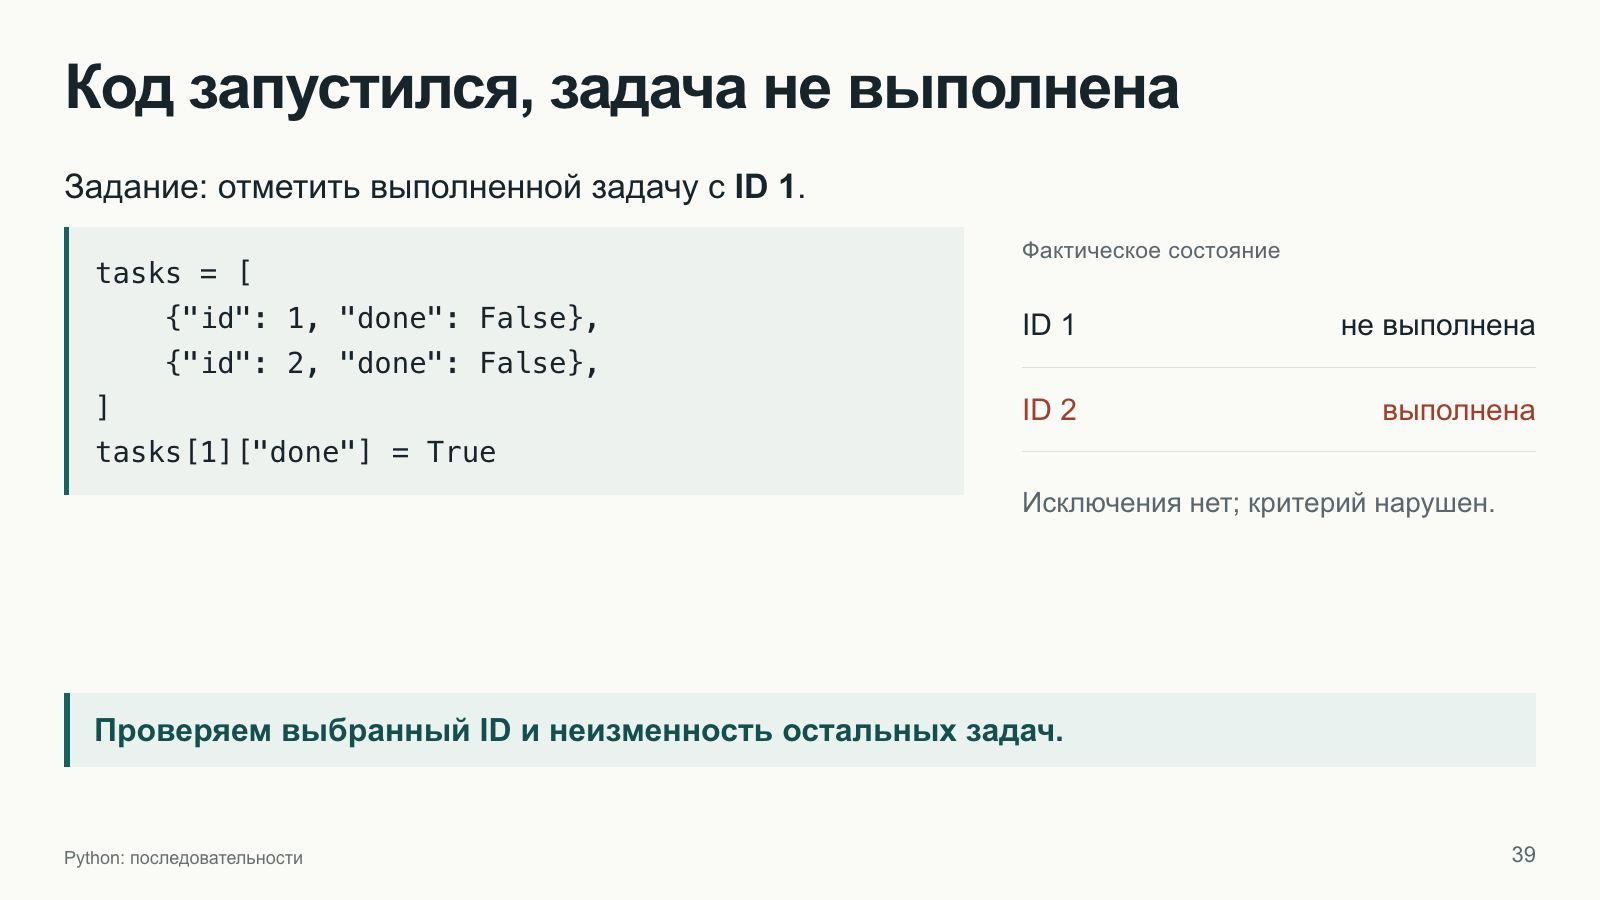 Код запустился, задача не выполнена
Задание: отметить выполненной задачу с ID 1.
tasks = [
    {"id": 1, "done": False},
    {"id": 2, "done": False},
]
tasks[1]["done"] = True
Фактическое состояние
ID 1 не выполнена
ID 2 выполнена
Исключения нет; критерий нарушен.
Проверяем выбранный ID и неизменность остальных задач.
Python: последовательности
39